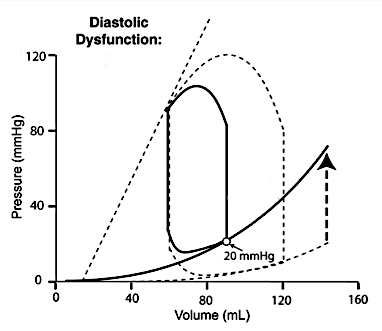 Diastolic
Dysfunction:
120
80
40
0
Pressure (mmHg)
20 mmHg
0
40
80
120
160
Volume (mL)